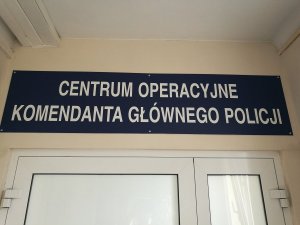 CENTRUM OPERACYJNE
KOMENDANTA GŁÓWNEGO POLICJI